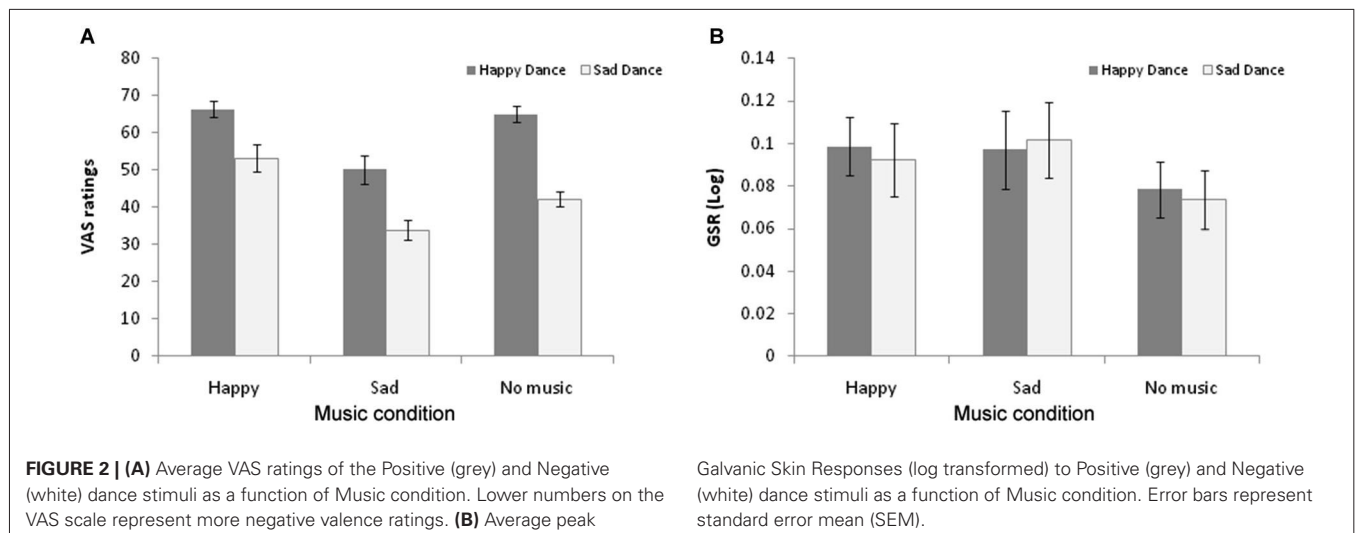 A
80
70
60
50
40
30
20
10
0
VAS ratings
Happy Dance Sad Dance
Happy Sad No music
Music condition
B
0.14
0.12
0.1
0.08
0.06
0.04
0.02
0
GSR (Log)
Happy Dance Sad Dance
Happy Sad No music
Music condition
FIGURE 2 | (A) Average VAS ratings of the Positive (grey) and Negative
(white) dance stimuli as a function of Music condition. Lower numbers on the
VAS scale represent more negative valence ratings. (B) Average peak
Galvanic Skin Responses (log transformed) to Positive (grey) and Negative
(white) dance stimuli as a function of Music condition. Error bars represent
standard error mean (SEM).